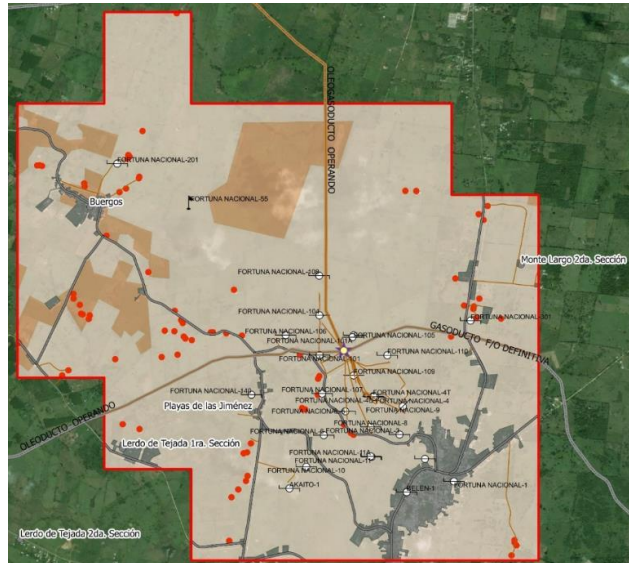 OLEOGASODUCTO OPERANDO
FORTUNA NACIONAL-201
Buergos
FORTUNA NACIONAL-55
Monte Largo 2da. Sección
FORTUNA NACIONAL-209
FORTUNA NACIONAL-301
GASODUCTO F/O DEFINITIVA
FORTUNA NACIONAL-106
FORTUNA NACIONAL-105
FORTUNA NACIONAL-101
FORTUNA NACIONAL-109
OLEODUCTO OPERANDO
FORTUNA NACIONAL-107
FORTUNA NACIONAL-4T
FORTUNA NACIONAL-4
Playas de las Jiménez
FORTUNA NACIONAL-9
FORTUNA NACIONAL-8
Lerdo de Tejada 1ra. Sección
FORTUNA NACIONAL-11A
FORTUNA NACIONAL-10
FORTUNA NACIONAL-1
AKAITO-1
BELEN-1
Lerdo de Tejada 2da. Sección